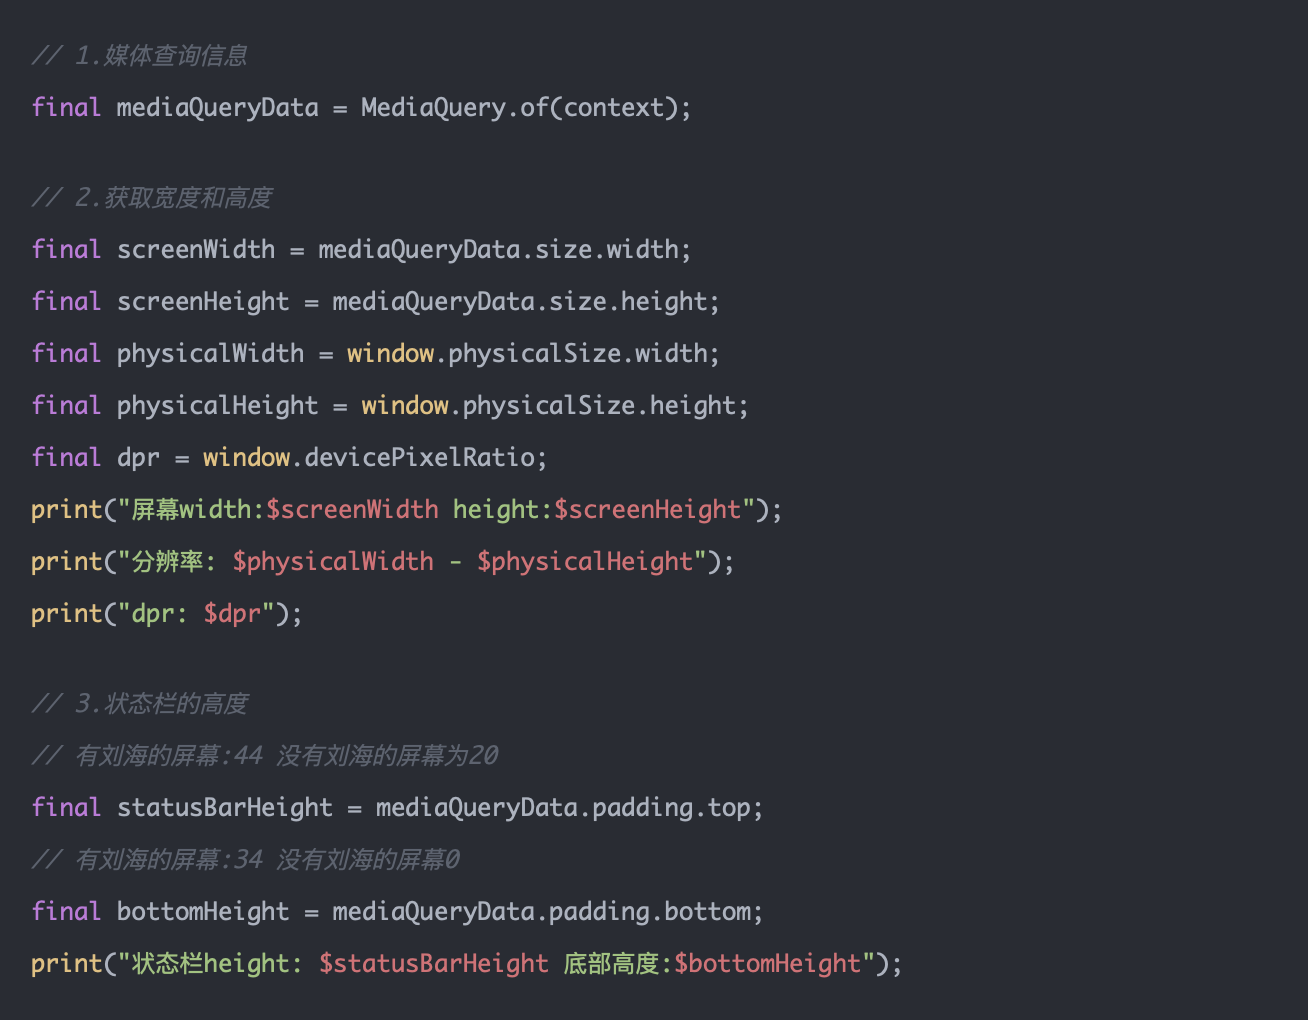 // 1.媒体查询信息
final mediaQueryData = MediaQuery.of(context);
// 2.获取宽度和高度
final screenWidth = mediaQueryData.size.width;
final screenHeight = mediaQueryData.size.height;
final physicalWidth = window.physicalSize.width;
final physicalHeight = window.physicalSize.height;
final dpr = window.devicePixelRatio;
print("屏幕width:$screenWidth height:$screenHeight");
print("分辨率: $physicalWidth - $physicalHeight");
print("dpr: $dpr");
// 3.状态栏的高度
// 有刘海的屏幕:44 没有刘海的屏幕为20
final statusBarHeight = mediaQueryData.padding.top;
// 有刘海的屏幕:34 没有刘海的屏幕0
final bottomHeight = mediaQueryData.padding.bottom;
print("状态栏height: $statusBarHeight 底部高度:$bottomHeight");